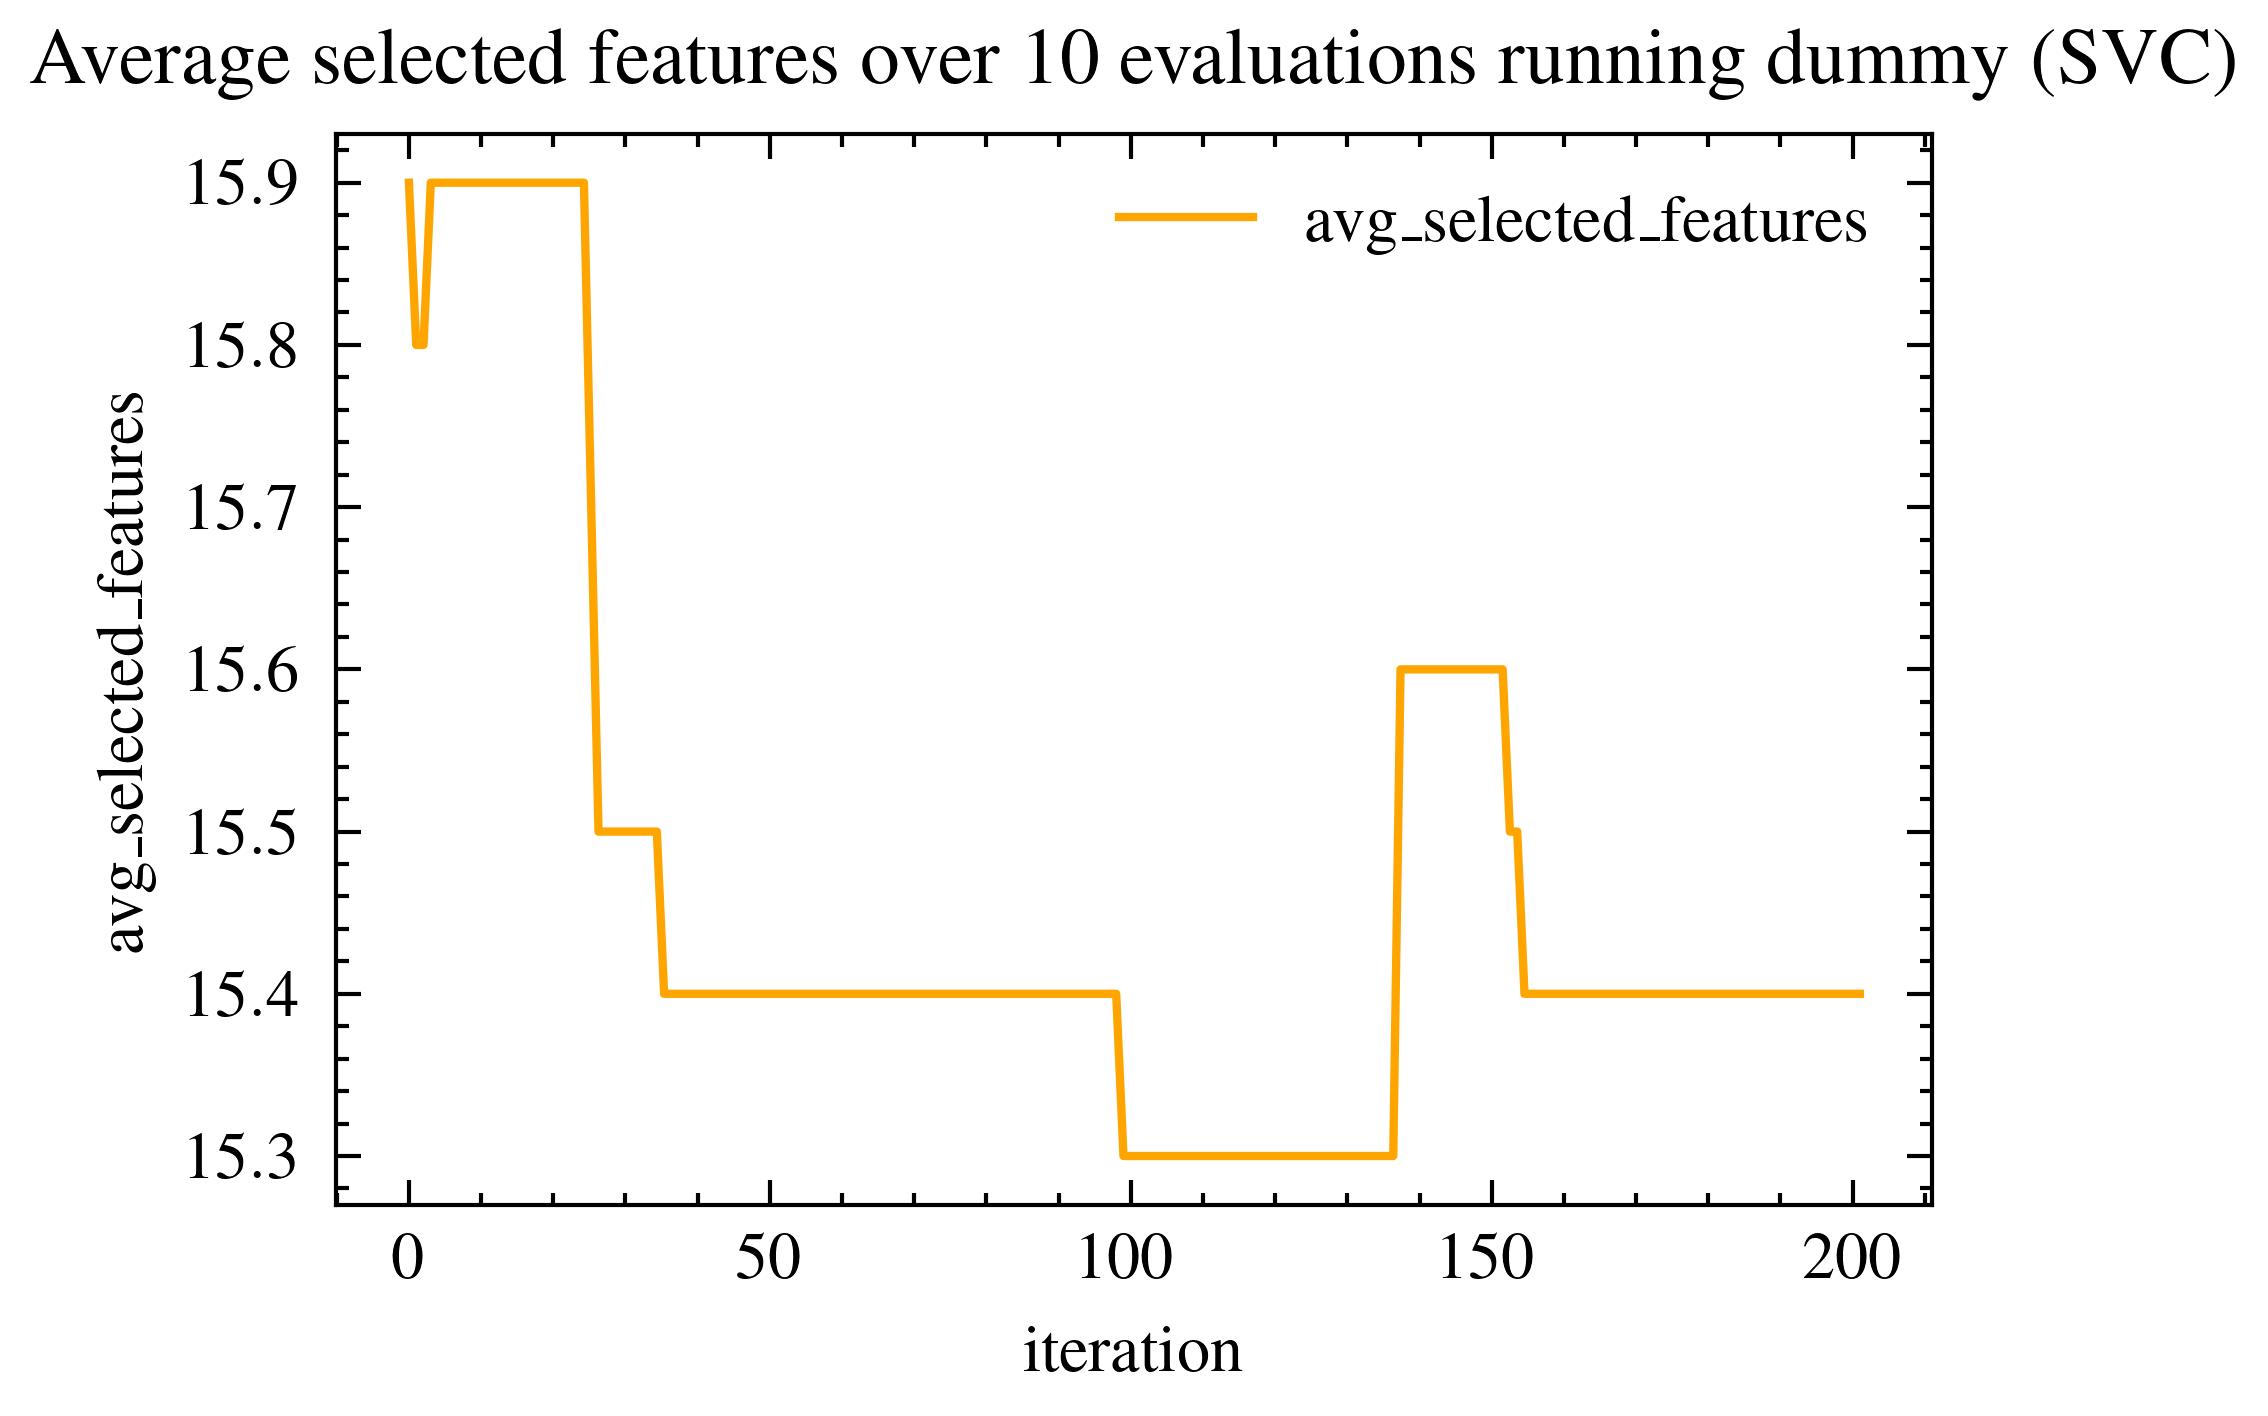 Average selected features over 10 evaluations running dummy (SVC)
avg_selected_features
15.9
15.8
15.7
15.6
15.5
15.4
15.3
avg_selected_features
0 50 100 150 200
iteration